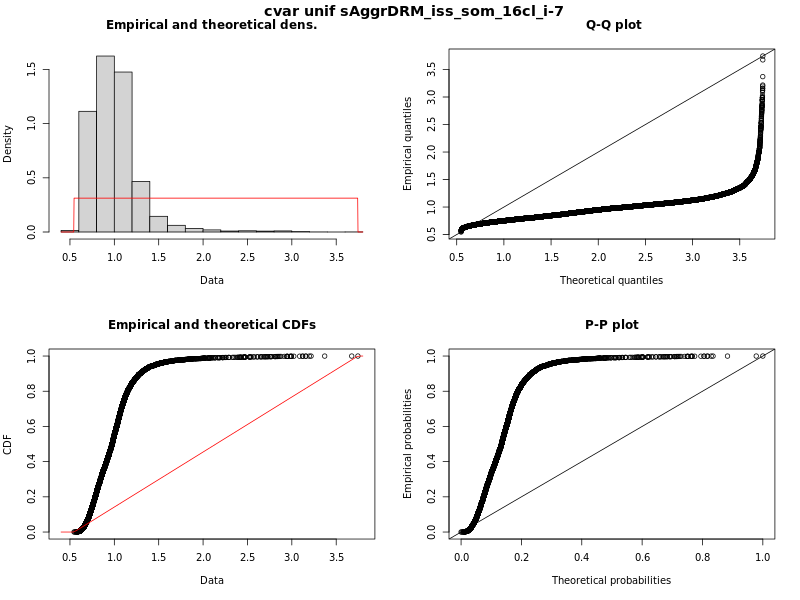 cvar unif sAggrDRM_iss_som_16cl_i-7
Empirical and theoretical dens.
Density
0.0 0.5 1.0 1.5
0.5 1.0 1.5 2.0 2.5 3.0 3.5
Data
Q-Q plot
Empirical quantiles
0.5 1.0 1.5 2.0 2.5 3.0 3.5
0.5 1.0 1.5 2.0 2.5 3.0 3.5
Theoretical quantiles
Empirical and theoretical CDFs
CDF
0.0 0.2 0.4 0.6 0.8 1.0
0.5 1.0 1.5 2.0 2.5 3.0 3.5
Data
P-P plot
Empirical probabilities
0.0 0.2 0.4 0.6 0.8 1.0
0.0 0.2 0.4 0.6 0.8 1.0
Theoretical probabilities